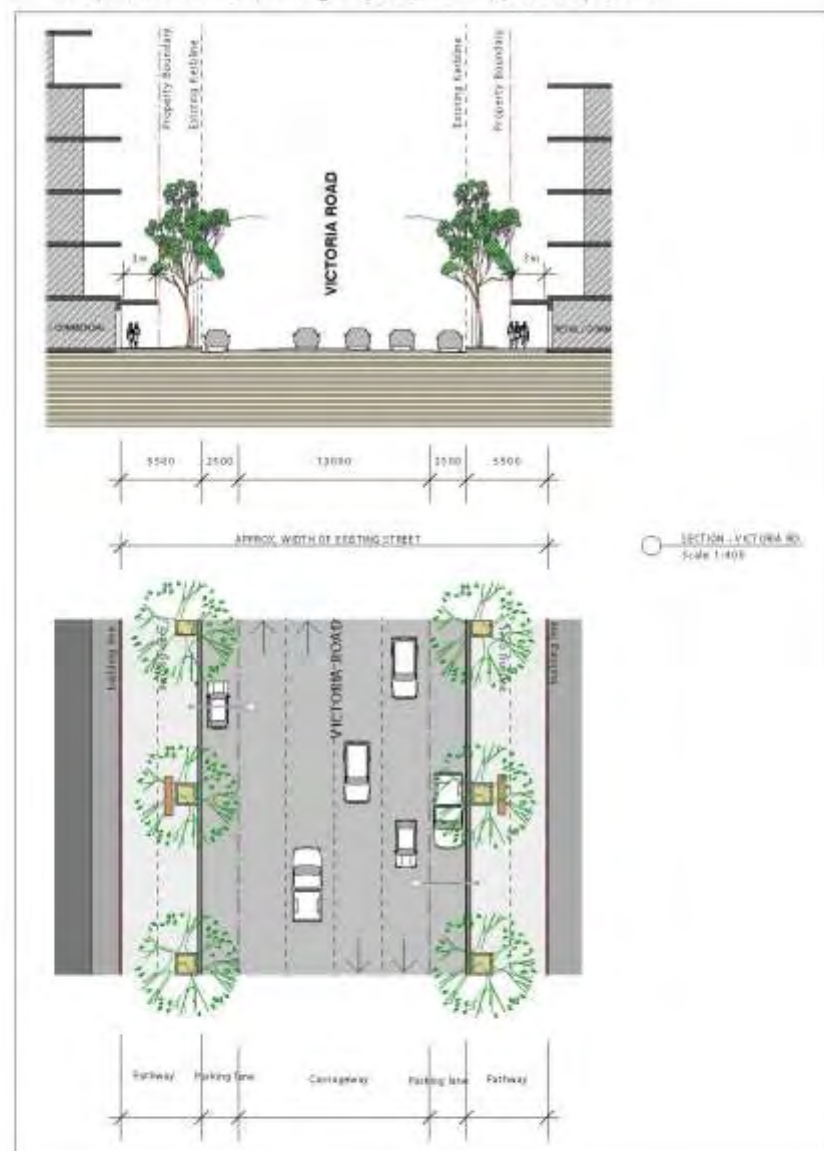 Property Boundary
Existing Kerbline
VICTORIA ROAD
Existing Kerbline
Property Boundary
3m
3m
COMMERCIAL
5500
2500
13000
2500
5500
APPROX. WIDTH OF EXISTING STREET
SECTION - VICTORIA RD.
Scale 1:400
building line
VICTORIA ROAD
building line
Pathway
Parking lane
Carriageway
Parking lane
Pathway